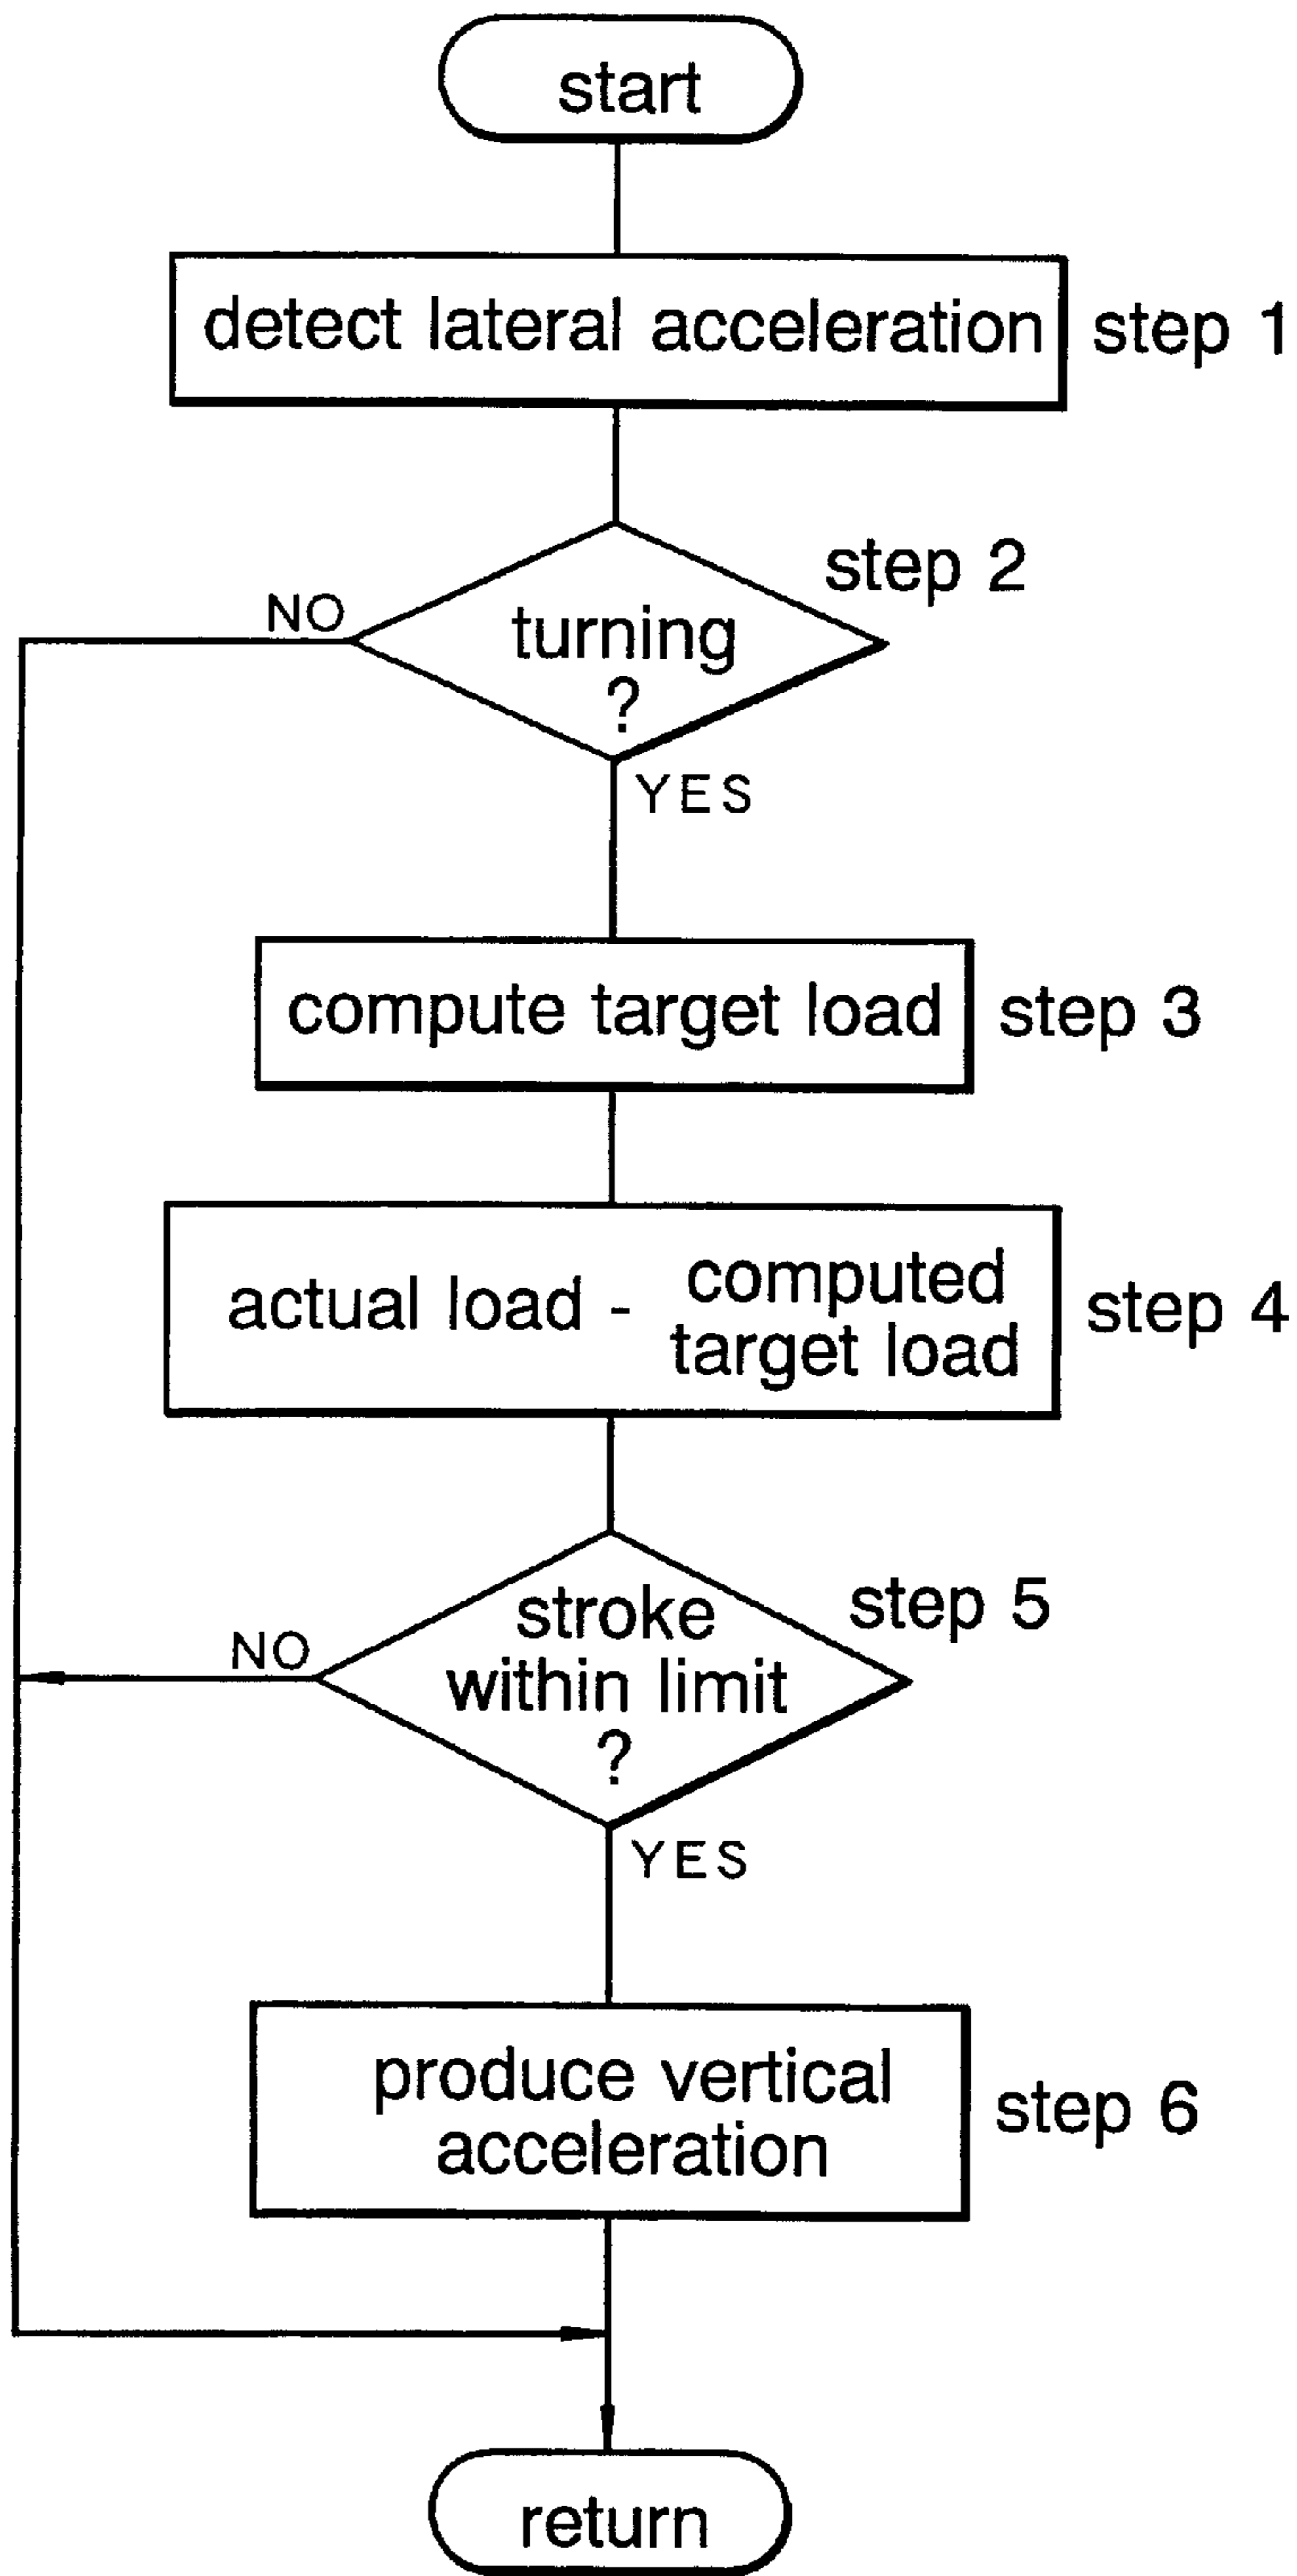 start
detect lateral acceleration step 1
step 2
NO
turning
?
YES
compute target load step 3
actual load - computed
target load
step 4
step 5
NO
stroke
within limit
?
YES
produce vertical
acceleration
step 6
return